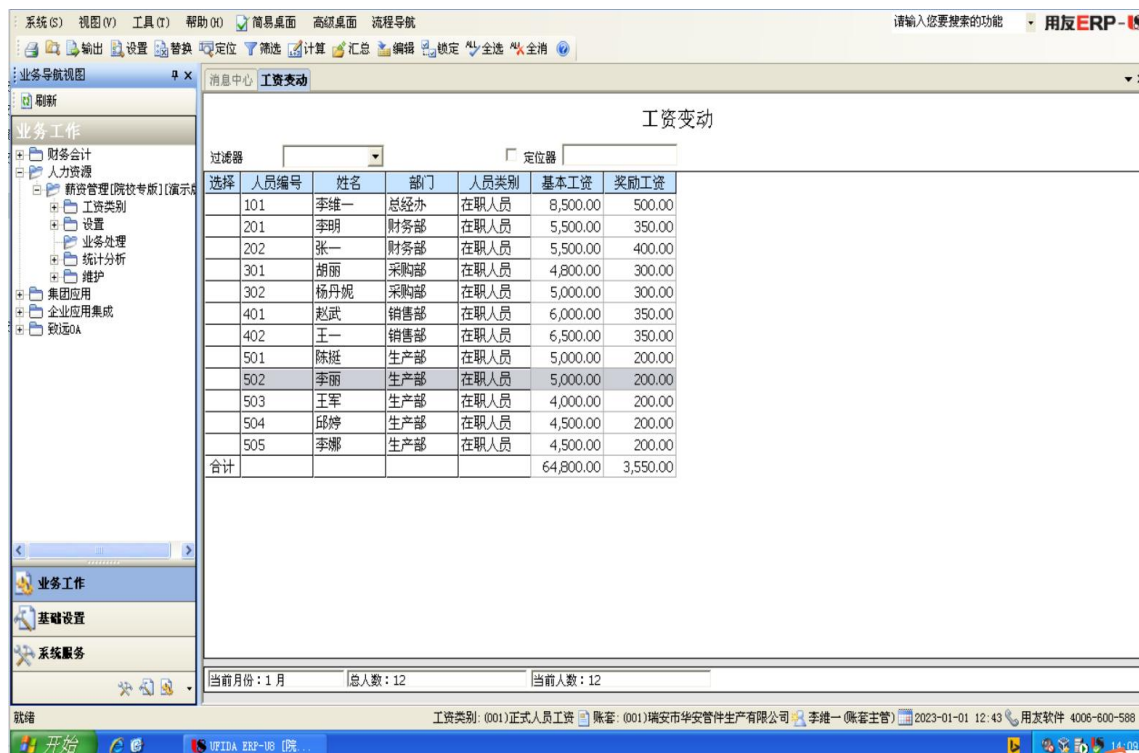 系统(S) 视图(V) 工具(T) 帮助(H) 简易桌面 高级桌面 流程导航 请输入您要搜索的功能 用友ERP-U
输出 设置 替换 定位 筛选 计算 汇总 编辑 锁定 全选 全消
业务导航视图 消息中心 工资变动
刷新
工资变动
业务工作
财务会计
人力资源
薪资管理[院校专版][演示版
工资类别
设置
业务处理
统计分析
维护
集团应用
企业应用集成
致远OA
过滤器 定位器
选择 人员编号 姓名 部门 人员类别 基本工资 奖励工资
101 李维一 总经办 在职人员 8,500.00 500.00
201 李明 财务部 在职人员 5,500.00 350.00
202 张一 财务部 在职人员 5,500.00 400.00
301 胡丽 采购部 在职人员 4,800.00 300.00
302 杨丹妮 采购部 在职人员 5,000.00 300.00
401 赵武 销售部 在职人员 6,000.00 350.00
402 王一 销售部 在职人员 6,500.00 350.00
501 陈挺 生产部 在职人员 5,000.00 200.00
502 李丽 生产部 在职人员 5,000.00 200.00
503 王军 生产部 在职人员 4,000.00 200.00
504 邱婷 生产部 在职人员 4,500.00 200.00
505 李娜 生产部 在职人员 4,500.00 200.00
合计 64,800.00 3,550.00
业务工作
基础设置
系统服务
当前月份:1 月 总人数:12 当前人数:12
就绪 工资类别: (001)正式人员工资 账套: (001)瑞安市华安管件生产有限公司 李维一(账套主管) 2023-01-01 12:43 用友软件 4006-600-588
开始 UFIDA ERP-U8 [院... 14:09